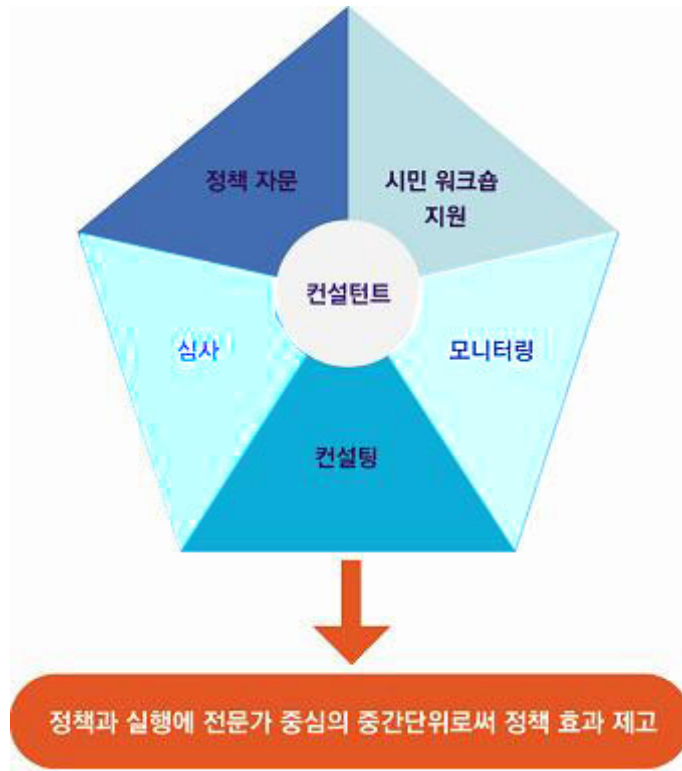 정책 자문
시민 워크숍
지원
컨설턴트
심사
모니터링
컨설팅
정책과 실행에 전문가 중심의 중간단위로써 정책 효과 제고